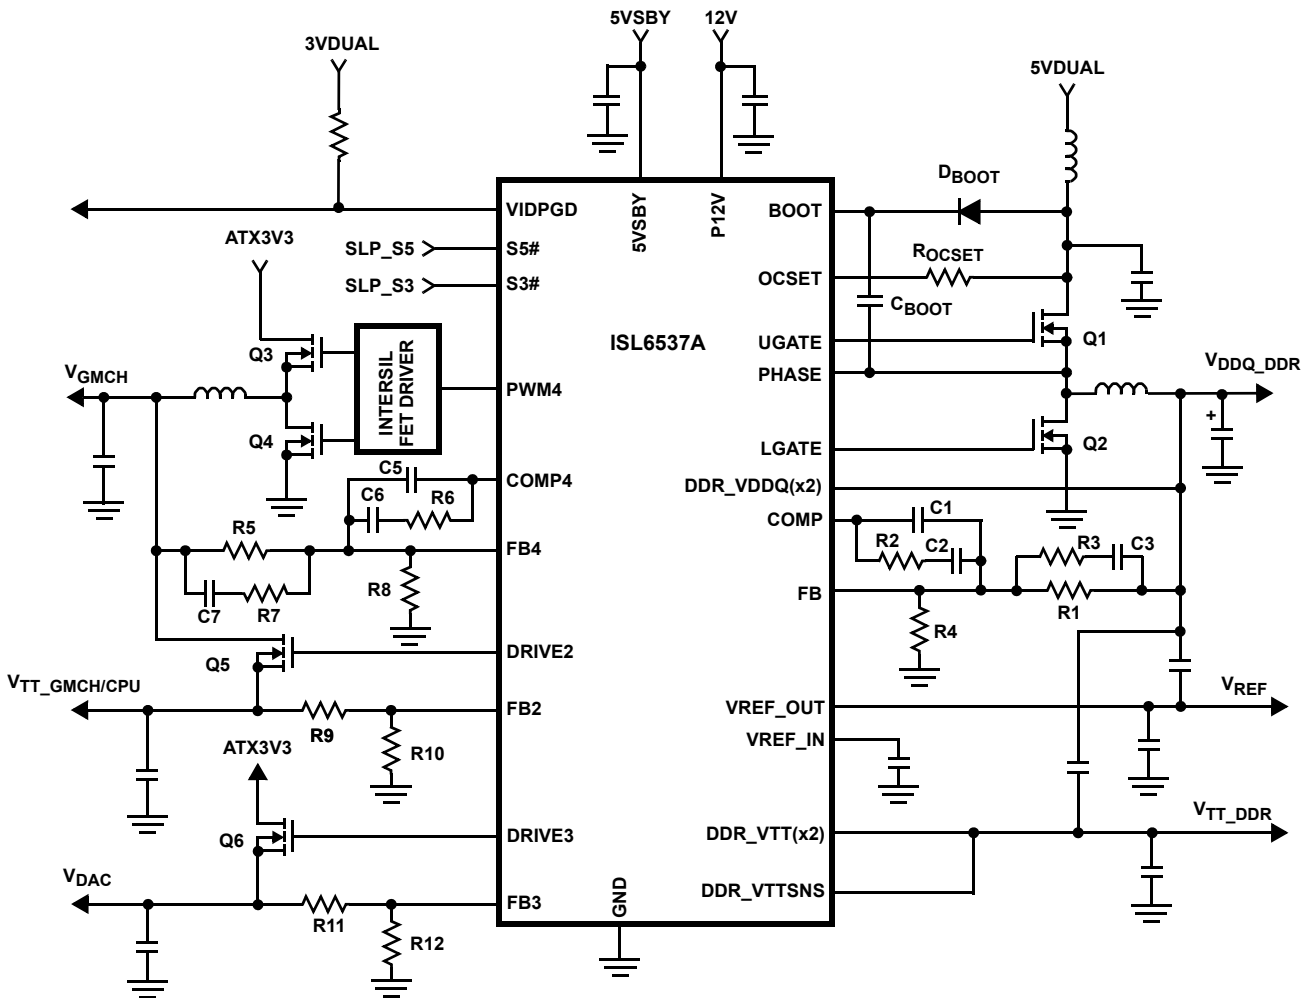 5VSBY
12V
3VDUAL
5VDUAL
DBOOT
VIDPGD
5VSBY
P12V
BOOT
ATX3V3
SLP_S5
S5#
SLP_S3
S3#
ROCSET
OCSET
CBOOT
ISL6537A
Q3
INTERSIL
FET DRIVER
UGATE
Q1
VGMCH
PWM4
PHASE
VDDQ_DDR
+
Q4
LGATE
Q2
C5
COMP4
DDR_VDDQ(x2)
C6
R6
COMP
C1
R5
FB4
R2
C2
R3
C3
C7
R7
R8
FB
R1
R4
Q5
DRIVE2
VTT_GMCH/CPU
FB2
VREF_OUT
VREF
R9
R10
VREF_IN
ATX3V3
Q6
DRIVE3
DDR_VTT(x2)
VTT_DDR
VDAC
FB3
GND
DDR_VTTSNS
R11
R12